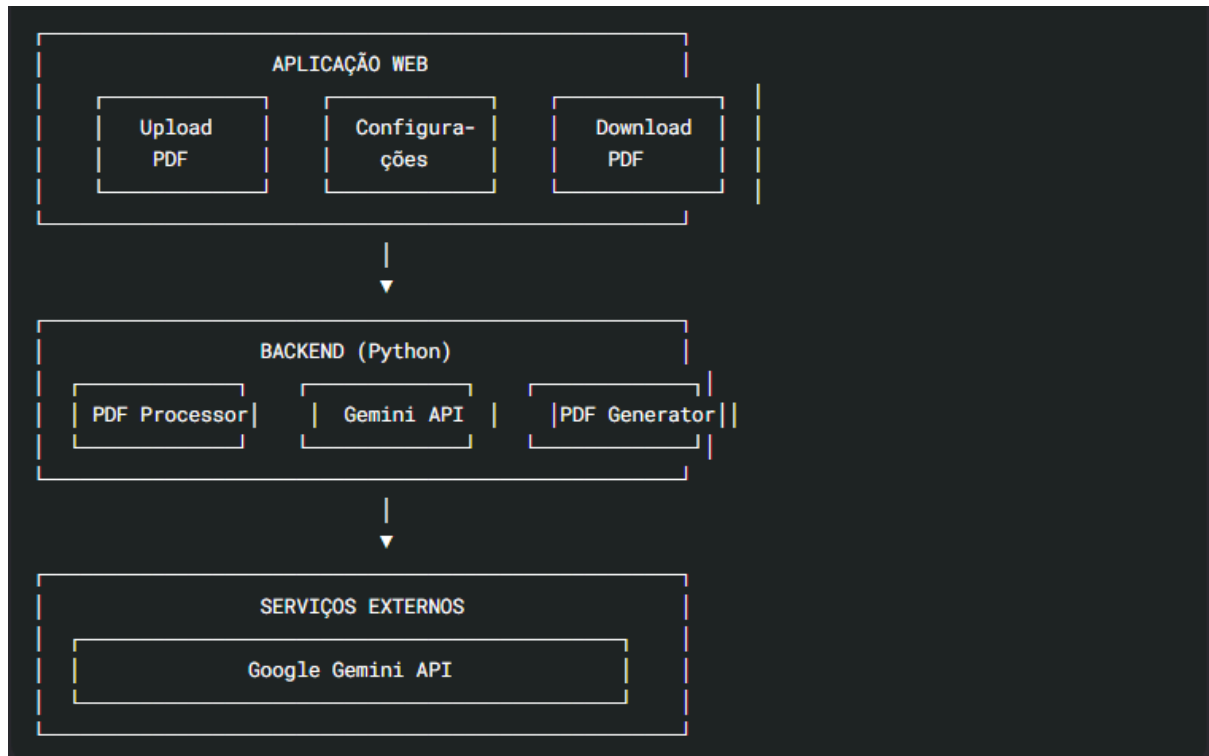 APLICAÇÃO WEB
Upload PDF
Configura-ções
Download PDF
BACKEND (Python)
PDF Processor
Gemini API
PDF Generator
SERVIÇOS EXTERNOS
Google Gemini API